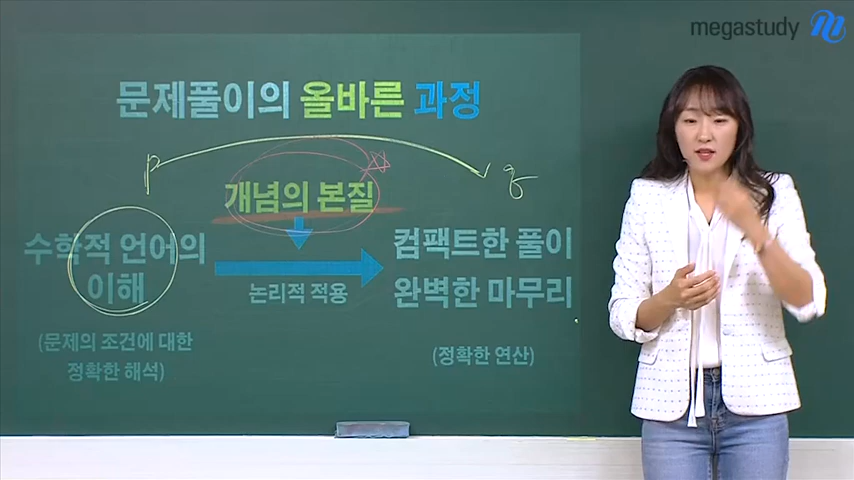 megastudy
문제풀이의 올바른 과정
p
q
개념의 본질
수학적 언어의
이해
논리적 적용
컴팩트한 풀이
완벽한 마무리
(문제의 조건에 대한
정확한 해석)
(정확한 연산)